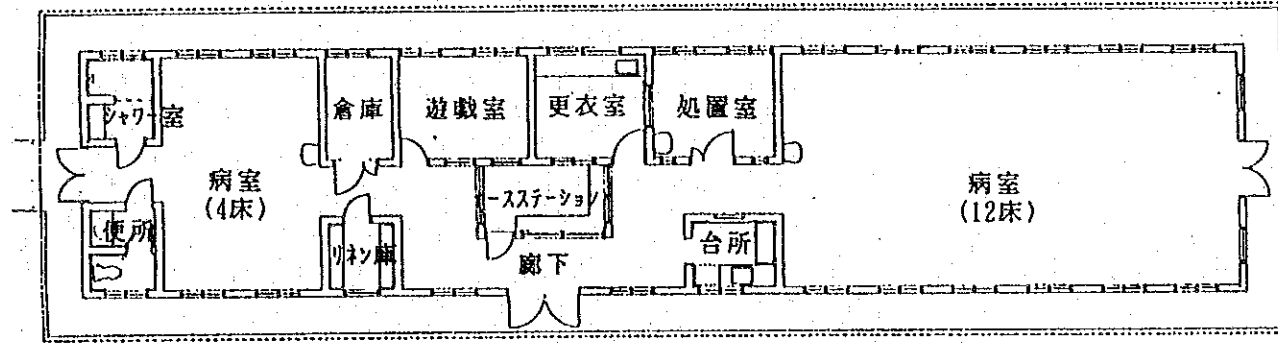 シャワー室
倉庫
遊戯室
更衣室
処置室
病室
(4床)
病室
(12床)
ースステーション
便所
リネン庫
台所
廊下